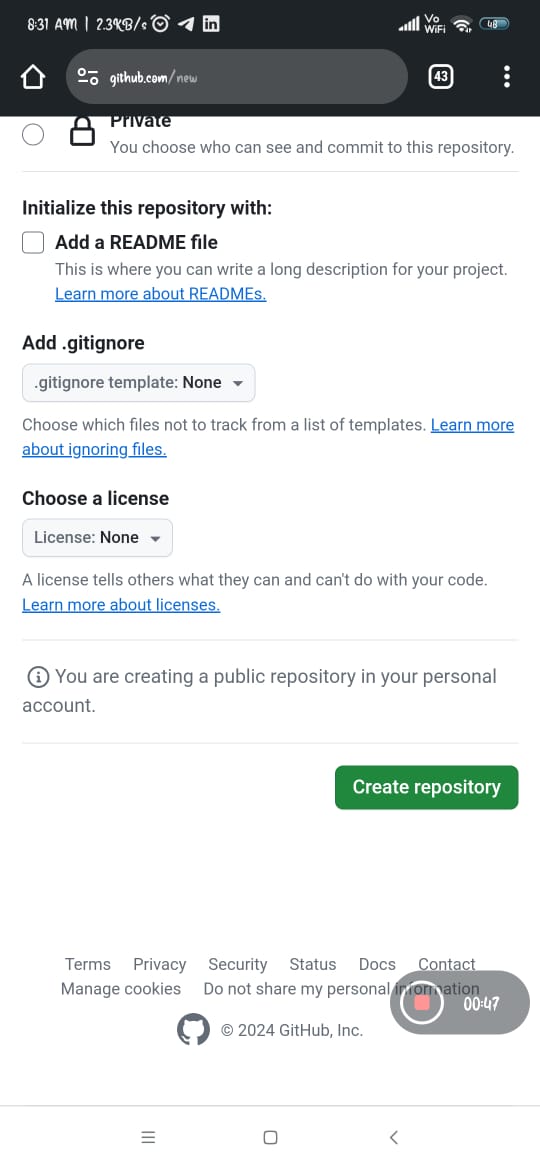 8:31 AM | 2.3KB/s
Vo
WiFi
48
github.com/new
43
Private
You choose who can see and commit to this repository.
Initialize this repository with:
Add a README file
This is where you can write a long description for your project.
Learn more about READMEs.
Add .gitignore
.gitignore template: None
Choose which files not to track from a list of templates. Learn more
about ignoring files.
Choose a license
License: None
A license tells others what they can and can't do with your code.
Learn more about licenses.
You are creating a public repository in your personal
account.
Create repository
Terms Privacy Security Status Docs Contact
Manage cookies Do not share my personal information
00:47
© 2024 GitHub, Inc.